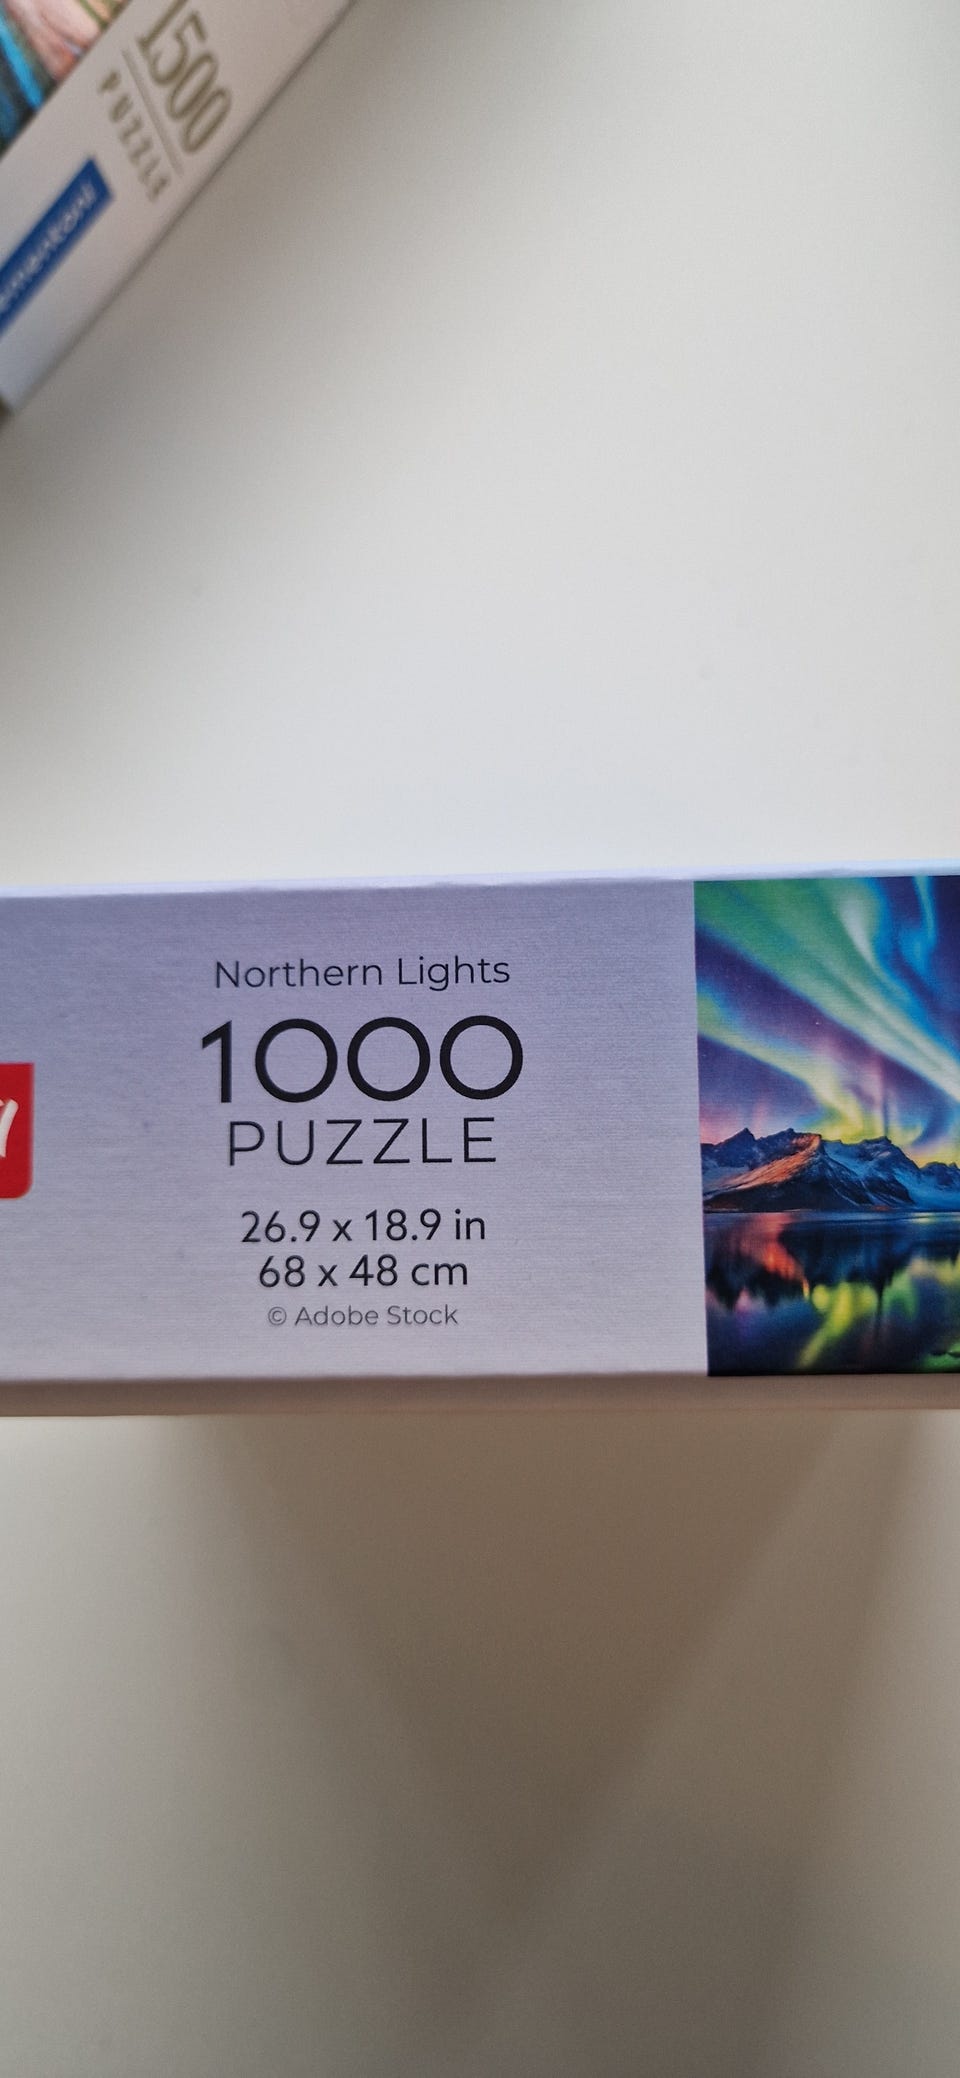 1500
PUZZLE
Northern Lights
1000
PUZZLE
26.9 x 18.9 in
68 x 48 cm
© Adobe Stock